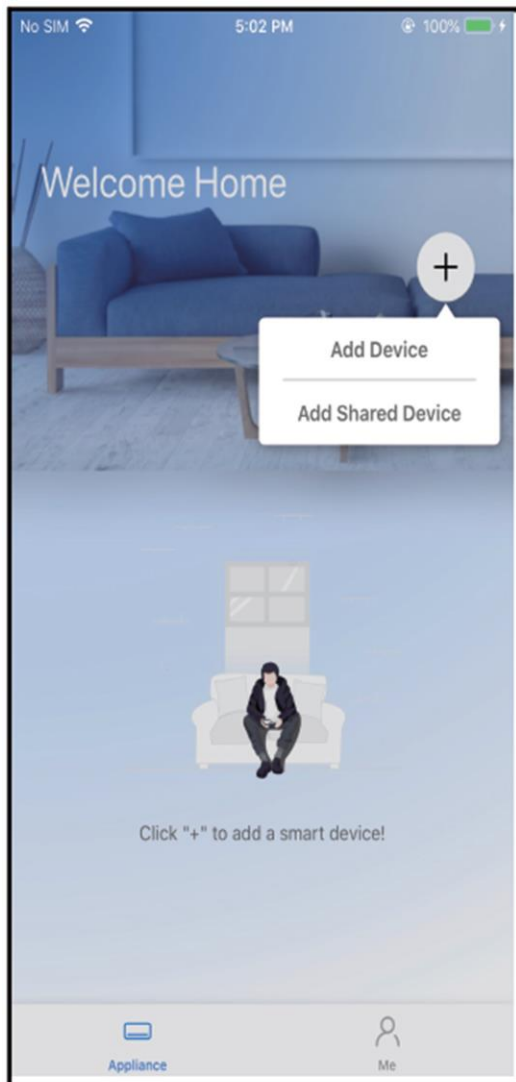 No SIM 5:02 PM 100%
Welcome Home
+
Add Device
Add Shared Device
Click "+" to add a smart device!
Appliance Me